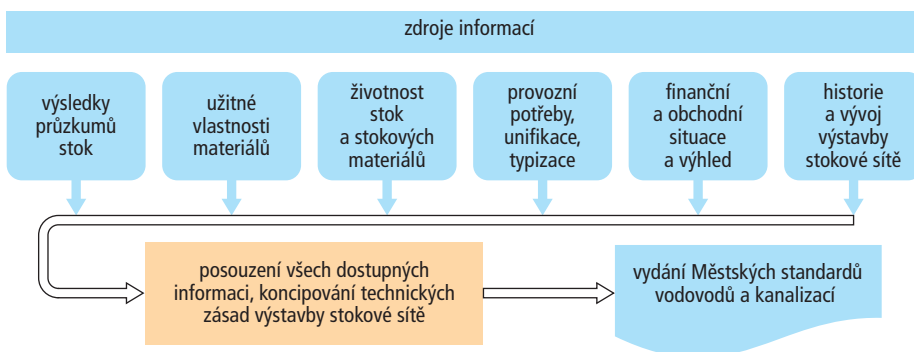 zdroje informací
výsledky
průzkumů
stok
užitné
vlastnosti
materiálů
životnost
stok
a stokových
materiálů
provozní
potřeby,
unifikace,
typizace
finanční
a obchodní
situace
a výhled
historie
a vývoj
výstavby
stokové sítě
posouzení všech dostupných
informaci, koncipování technických
zásad výstavby stokové sítě
vydání Městských standardů
vodovodů a kanalizací